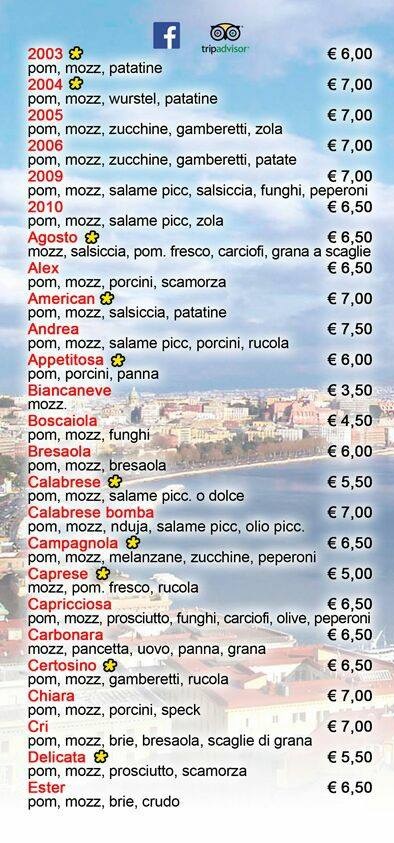 tripadvisor
2003 € 6,00
pom, mozz, patatine
2004 € 7,00
pom, mozz, wurstel, patatine
2005 € 7,00
pom, mozz, zucchine, gamberetti, zola
2006 € 7,00
pom, mozz, zucchine, gamberetti, patate
2009 € 7,00
pom, mozz, salame picc, salsiccia, funghi, peperoni
2010 € 6,50
pom, mozz, salame picc, zola
Agosto € 6,50
mozz, salsiccia, pom. fresco, carciofi, grana a scaglie
Alex € 6,50
pom, mozz, porcini, scamorza
American € 7,00
pom, mozz, salsiccia, patatine
Andrea € 7,50
pom, mozz, salame picc, porcini, rucola
Appetitosa € 6,00
pom, porcini, panna
Biancaneve € 3,50
mozz.
Boscaiola € 4,50
pom, mozz, funghi
Bresaola € 6,00
pom, mozz, bresaola
Calabrese € 5,50
pom, mozz, salame picc. o dolce
Calabrese bomba € 7,00
pom, mozz, nduja, salame picc, olio picc.
Campagnola € 6,50
pom, mozz, melanzane, zucchine, peperoni
Caprese € 5,00
mozz, pom. fresco, rucola
Capricciosa € 6,50
pom, mozz, prosciutto, funghi, carciofi, olive, peperoni
Carbonara € 6,50
mozz, pancetta, uovo, panna, grana
Certosino € 6,50
pom, mozz, gamberetti, rucola
Chiara € 7,00
pom, mozz, porcini, speck
Cri € 7,00
pom, mozz, brie, bresaola, scaglie di grana
Delicata € 5,50
pom, mozz, prosciutto, scamorza
Ester € 6,50
pom, mozz, brie, crudo